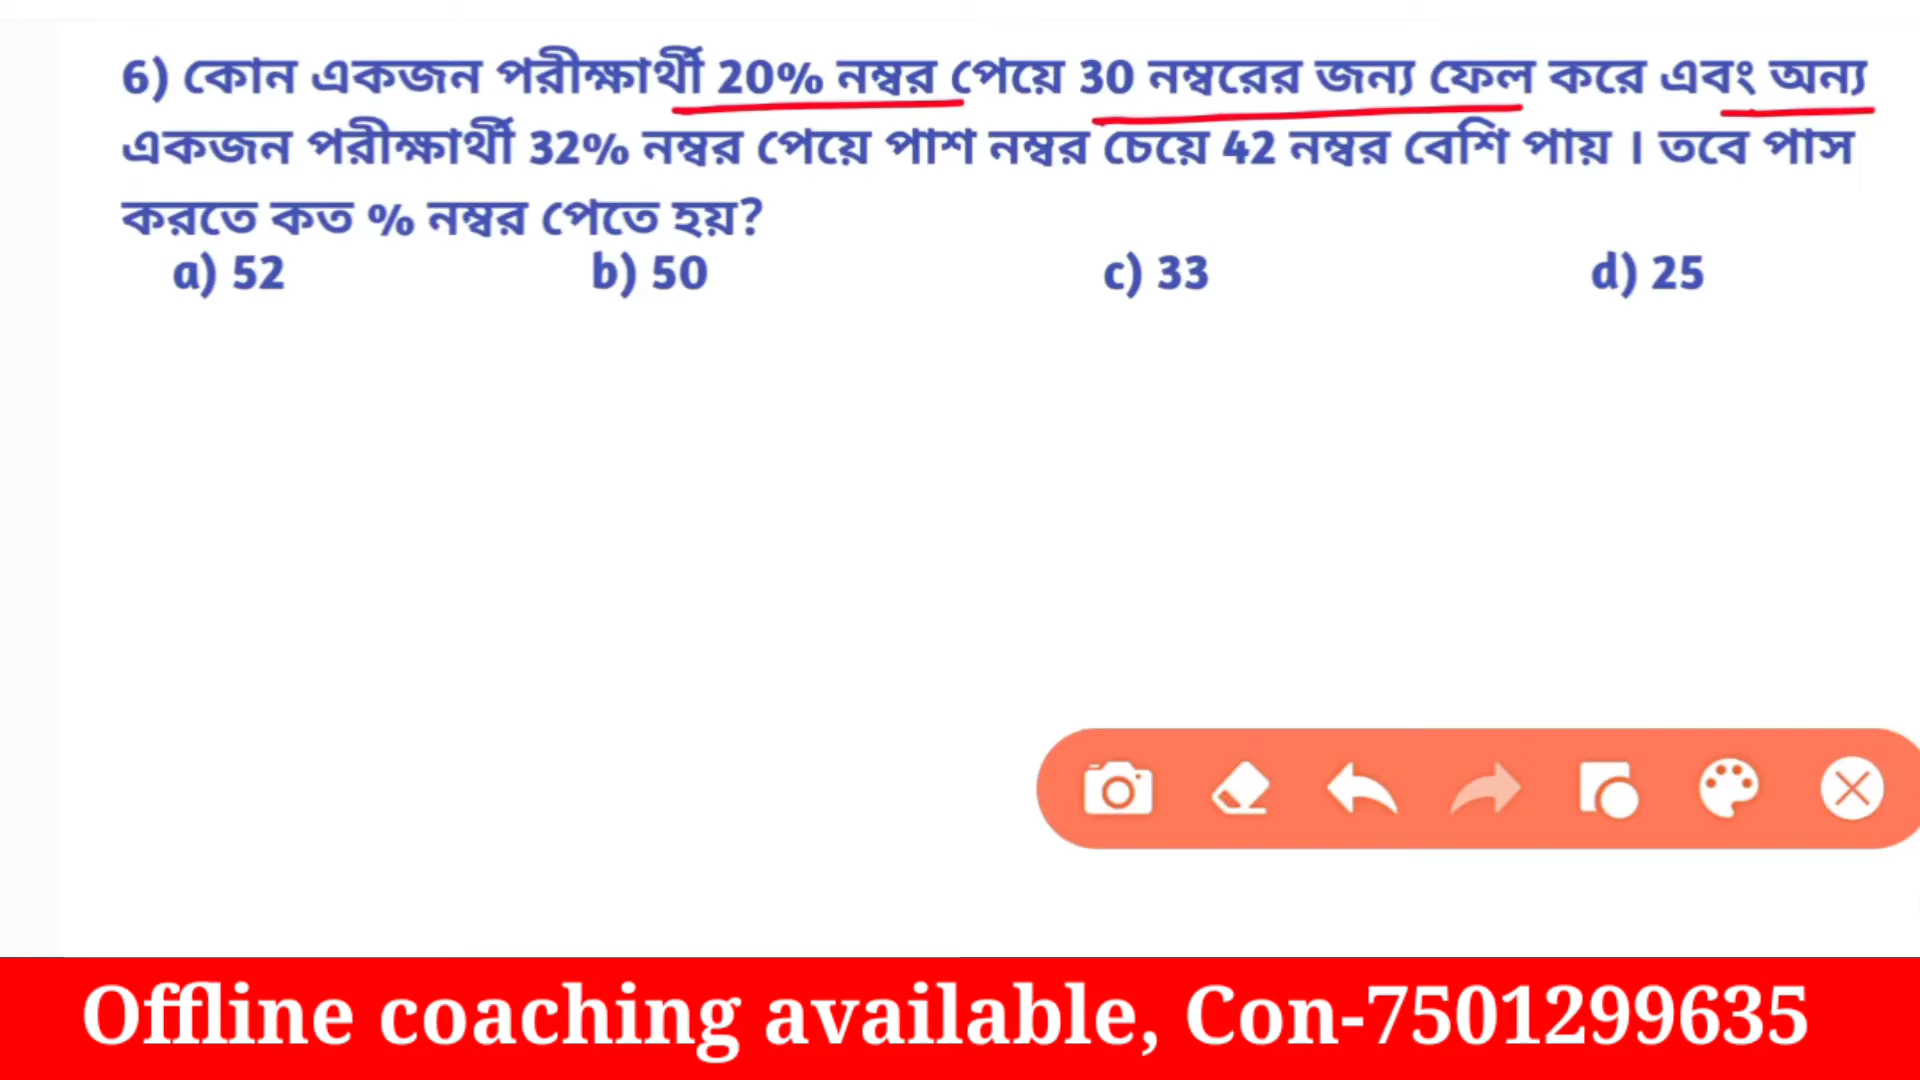 6) কোন একজন পরীক্ষার্থী 20% নম্বর পেয়ে 30 নম্বরের জন্য ফেল করে এবং অন্য
একজন পরীক্ষার্থী 32% নম্বর পেয়ে পাশ নম্বর চেয়ে 42 নম্বর বেশি পায় । তবে পাস
করতে কত % নম্বর পেতে হয়?
a) 52 b) 50 c) 33 d) 25
Offline coaching available, Con-7501299635